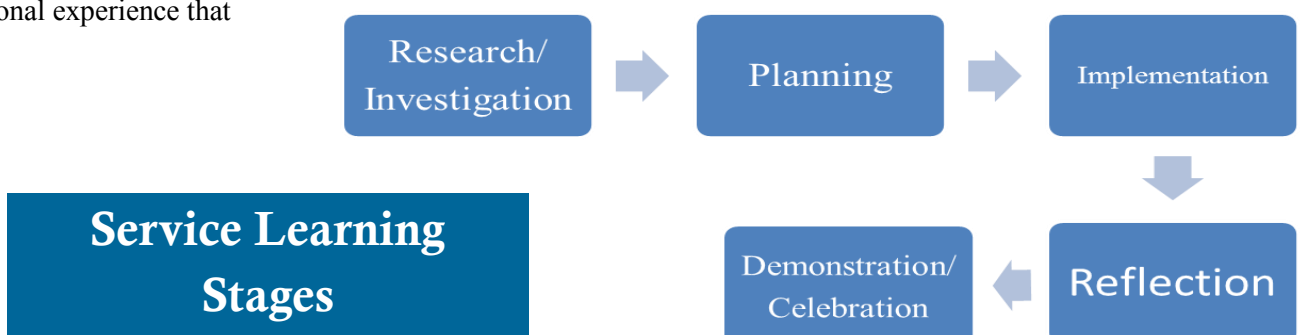 onal experience that
Research/
Investigation
Planning
Implementation
Service Learning
Stages
Demonstration/
Celebration
Reflection